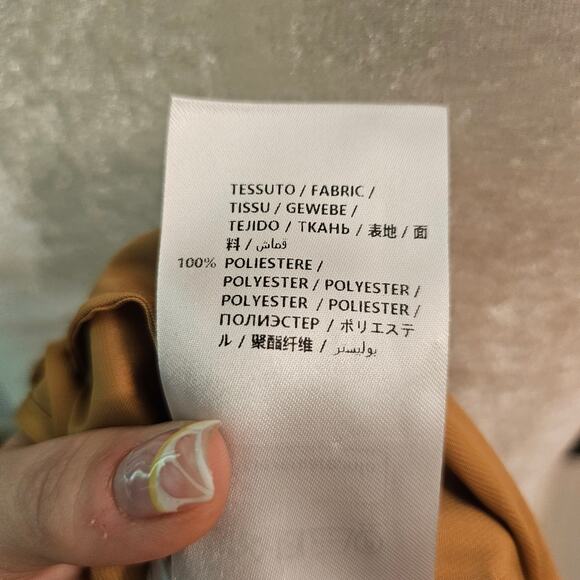 TESSUTO / FABRIC /
TISSU / GEWEBE /
TEJIDO / ТКАНЬ / 表地 / 面
料 / قماش
100% POLIESTERE /
POLYESTER / POLYESTER /
POLYESTER / POLIESTER /
ПОЛИЭСТЕР / ポリエステ
ル / 聚酯纤维 / بوليستر